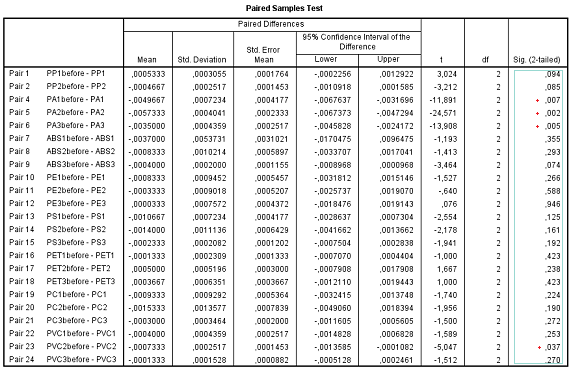 Paired Samples Test
Paired Differences
95% Confidence Interval of the Difference
Mean Std. Deviation Std. Error Mean Lower Upper t df Sig. (2-tailed)
Pair 1 PP1before - PP1 ,0005333 ,0003055 ,0001764 -,0002256 ,0012922 3,024 2 ,094
Pair 2 PP2before - PP2 -,0004667 ,0002517 ,0001453 -,0010918 ,0001585 -3,212 2 ,085
Pair 4 PA1before - PA1 -,0049667 ,0007234 ,0004177 -,0067637 -,0031696 -11,891 2 + ,007
Pair 5 PA2before - PA2 -,0057333 ,0004041 ,0002333 -,0067373 -,0047294 -24,571 2 + ,002
Pair 6 PA3before - PA3 -,0035000 ,0004359 ,0002517 -,0045828 -,0024172 -13,908 2 + ,005
Pair 7 ABS1before - ABS1 -,0037000 ,0053731 ,0031021 -,0170475 ,0096475 -1,193 2 ,355
Pair 8 ABS2before - ABS2 -,0008333 ,0010214 ,0005897 -,0033707 ,0017041 -1,413 2 ,293
Pair 9 ABS3before - ABS3 -,0004000 ,0002000 ,0001155 -,0008968 ,0000968 -3,464 2 ,074
Pair 10 PE1before - PE1 -,0008333 ,0009452 ,0005457 -,0031812 ,0015146 -1,527 2 ,266
Pair 11 PE2before - PE2 -,0003333 ,0009018 ,0005207 -,0025737 ,0019070 -,640 2 ,588
Pair 12 PE3before - PE3 ,0000333 ,0007572 ,0004372 -,0018476 ,0019143 ,076 2 ,946
Pair 13 PS1before - PS1 -,0010667 ,0007234 ,0004177 -,0028637 ,0007304 -2,554 2 ,125
Pair 14 PS2before - PS2 -,0014000 ,0011136 ,0006429 -,0041662 ,0013662 -2,178 2 ,161
Pair 15 PS3before - PS3 -,0002333 ,0002082 ,0001202 -,0007504 ,0002838 -1,941 2 ,192
Pair 16 PET1before - PET1 -,0001333 ,0002309 ,0001333 -,0007070 ,0004404 -1,000 2 ,423
Pair 17 PET2before - PET2 ,0005000 ,0005196 ,0003000 -,0007908 ,0017908 1,667 2 ,238
Pair 18 PET3before - PET3 ,0003667 ,0006351 ,0003667 -,0012110 ,0019443 1,000 2 ,423
Pair 19 PC1before - PC1 -,0009333 ,0009292 ,0005364 -,0032415 ,0013748 -1,740 2 ,224
Pair 20 PC2before - PC2 -,0015333 ,0013577 ,0007839 -,0049060 ,0018394 -1,956 2 ,190
Pair 21 PC3before - PC3 -,0003000 ,0003464 ,0002000 -,0011605 ,0005605 -1,500 2 ,272
Pair 22 PVC1before - PVC1 -,0004000 ,0004359 ,0002517 -,0014828 ,0006828 -1,589 2 ,253
Pair 23 PVC2before - PVC2 -,0007333 ,0002517 ,0001453 -,0013585 -,0001082 -5,047 2 + ,037
Pair 24 PVC3before - PVC3 -,0001333 ,0001528 ,0000882 -,0005128 ,0002461 -1,512 2 ,270